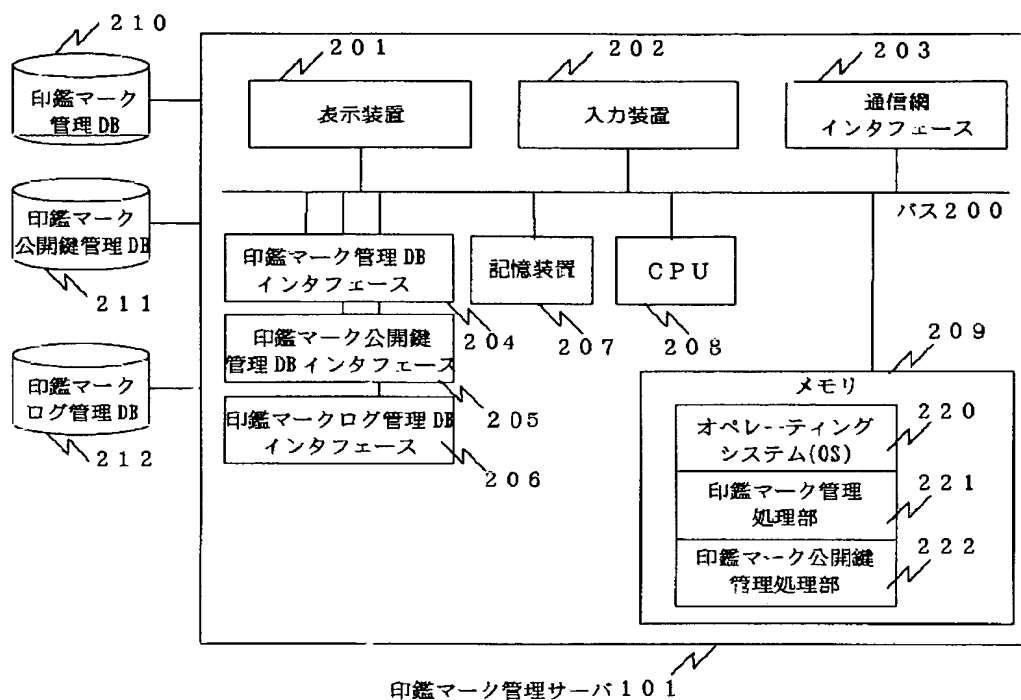 ２１０
印鑑マーク
管理DB
印鑑マーク
公開鍵管理DB
２１１
印鑑マーク
ログ管理DB
２１２
２０１
表示装置
２０２
入力装置
２０３
通信網
インタフェース
バス２００
印鑑マーク管理DB
インタフェース
２０４
印鑑マーク公開鍵
管理DBインタフェース
２０５
印鑑マークログ管理DB
インタフェース
２０６
記憶装置
２０７
ＣＰＵ
２０８
２０９
メモリ
オペレーティング
システム(OS)
２２０
印鑑マーク管理
処理部
２２１
印鑑マーク公開鍵
管理処理部
２２２
印鑑マーク管理サーバ１０１